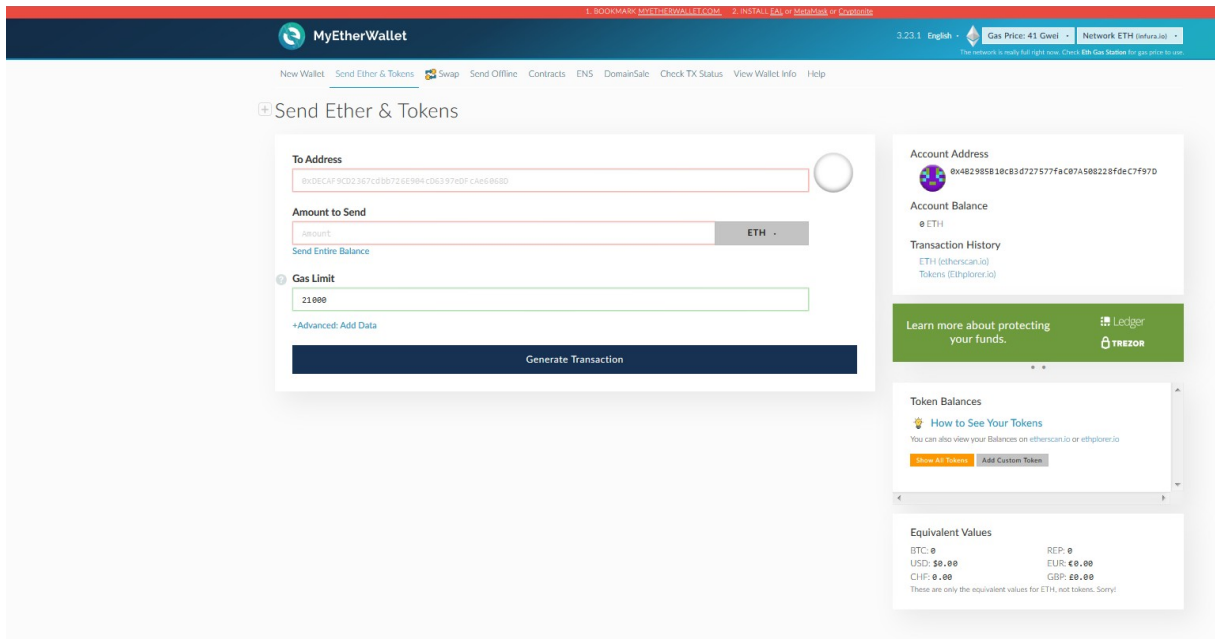 1. BOOKMARK MYETHERWALLET.COM. 2. INSTALL EAL or MetaMask or Cryptonite
MyEtherWallet
3.23.1 English Gas Price: 41 Gwei Network ETH (infura.io)
The network is really full right now. Check Eth Gas Station for gas price to use.
New Wallet Send Ether & Tokens Swap Send Offline Contracts ENS DomainSale Check TX Status View Wallet Info Help
Send Ether & Tokens
To Address
0xDECAF9CD2367cdbb726E904cD6397eDFcAe6068D
Amount to Send
Amount
ETH
Send Entire Balance
Gas Limit
21000
+Advanced: Add Data
Generate Transaction
Account Address
0x4B2985B10cB3d727577faC07A508228fdeC7f97D
Account Balance
0 ETH
Transaction History
ETH (etherscan.io)
Tokens (Ethplorer.io)
Learn more about protecting
your funds.
Ledger
TREZOR
Token Balances
How to See Your Tokens
You can also view your Balances on etherscan.io or ethplorer.io
Show All Tokens Add Custom Token
Equivalent Values
BTC: 0 REP: 0
USD: $0.00 EUR: €0.00
CHF: 0.00 GBP: £0.00
These are only the equivalent values for ETH, not tokens. Sorry!